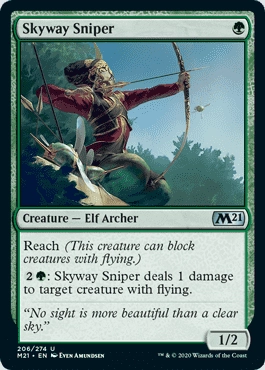 Skyway Sniper
Creature — Elf Archer
M21
Reach (This creature can block
creatures with flying.)
2: Skyway Sniper deals 1 damage
to target creature with flying.
“No sight is more beautiful than a clear
sky.”
1/2
206/274 U
M21 • EN Even Amundsen
™ & © 2020 Wizards of the Coast